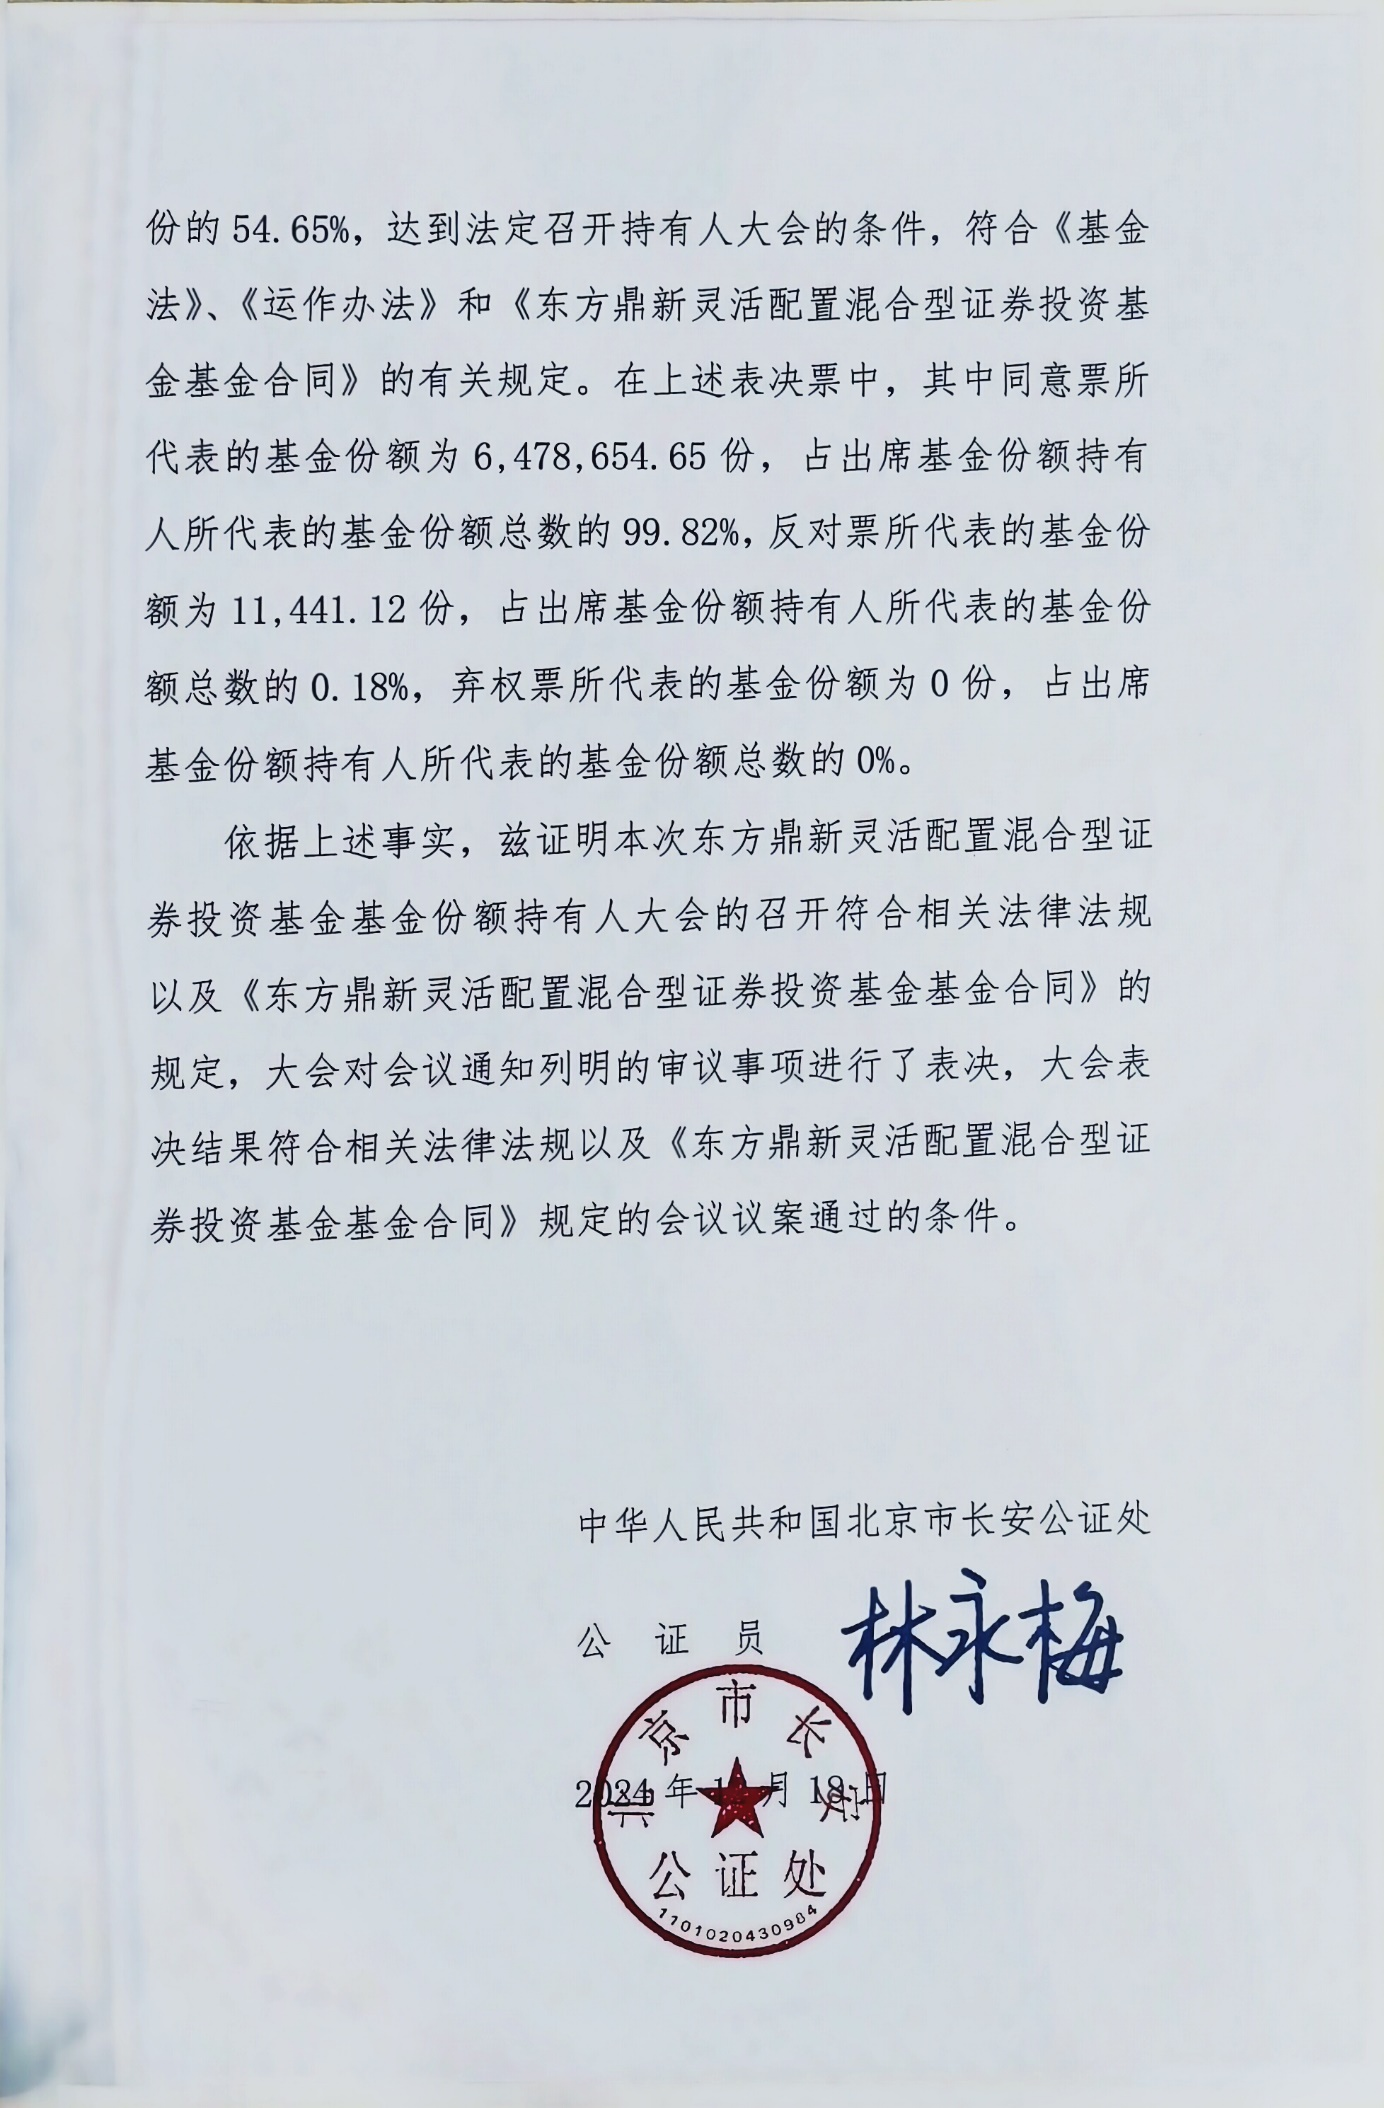 份的 54.65%，达到法定召开持有人大会的条件，符合《基金
法》、《运作办法》和《东方鼎新灵活配置混合型证券投资基
金基金合同》的有关规定。在上述表决票中，其中同意票所
代表的基金份额为 6,478,654.65 份，占出席基金份额持有
人所代表的基金份额总数的 99.82%，反对票所代表的基金份
额为 11,441.12 份，占出席基金份额持有人所代表的基金份
额总数的 0.18%，弃权票所代表的基金份额为 0 份，占出席
基金份额持有人所代表的基金份额总数的 0%。
依据上述事实，兹证明本次东方鼎新灵活配置混合型证
券投资基金基金份额持有人大会的召开符合相关法律法规
以及《东方鼎新灵活配置混合型证券投资基金基金合同》的
规定，大会对会议通知列明的审议事项进行了表决，大会表
决结果符合相关法律法规以及《东方鼎新灵活配置混合型证
券投资基金基金合同》规定的会议议案通过的条件。
中华人民共和国北京市长安公证处
公 证 员 林永梅
2024 年 月 18 日
北京市长安
公证处
1101020430984